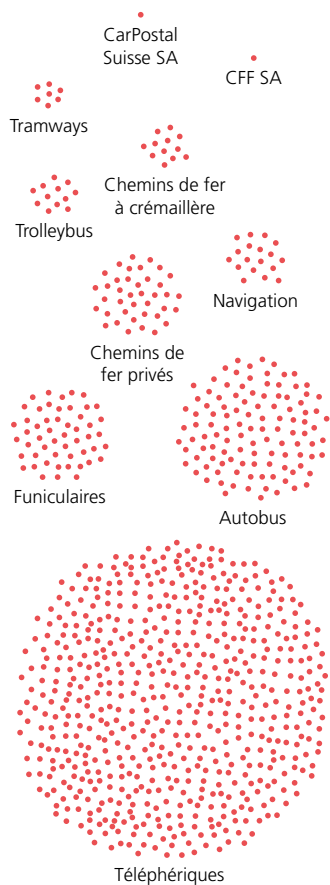 CarPostal
Suisse SA
CFF SA
Tramways
Chemins de fer
à crémaillère
Trolleybus
Navigation
Chemins de
fer privés
Funiculaires
Autobus
Téléphériques